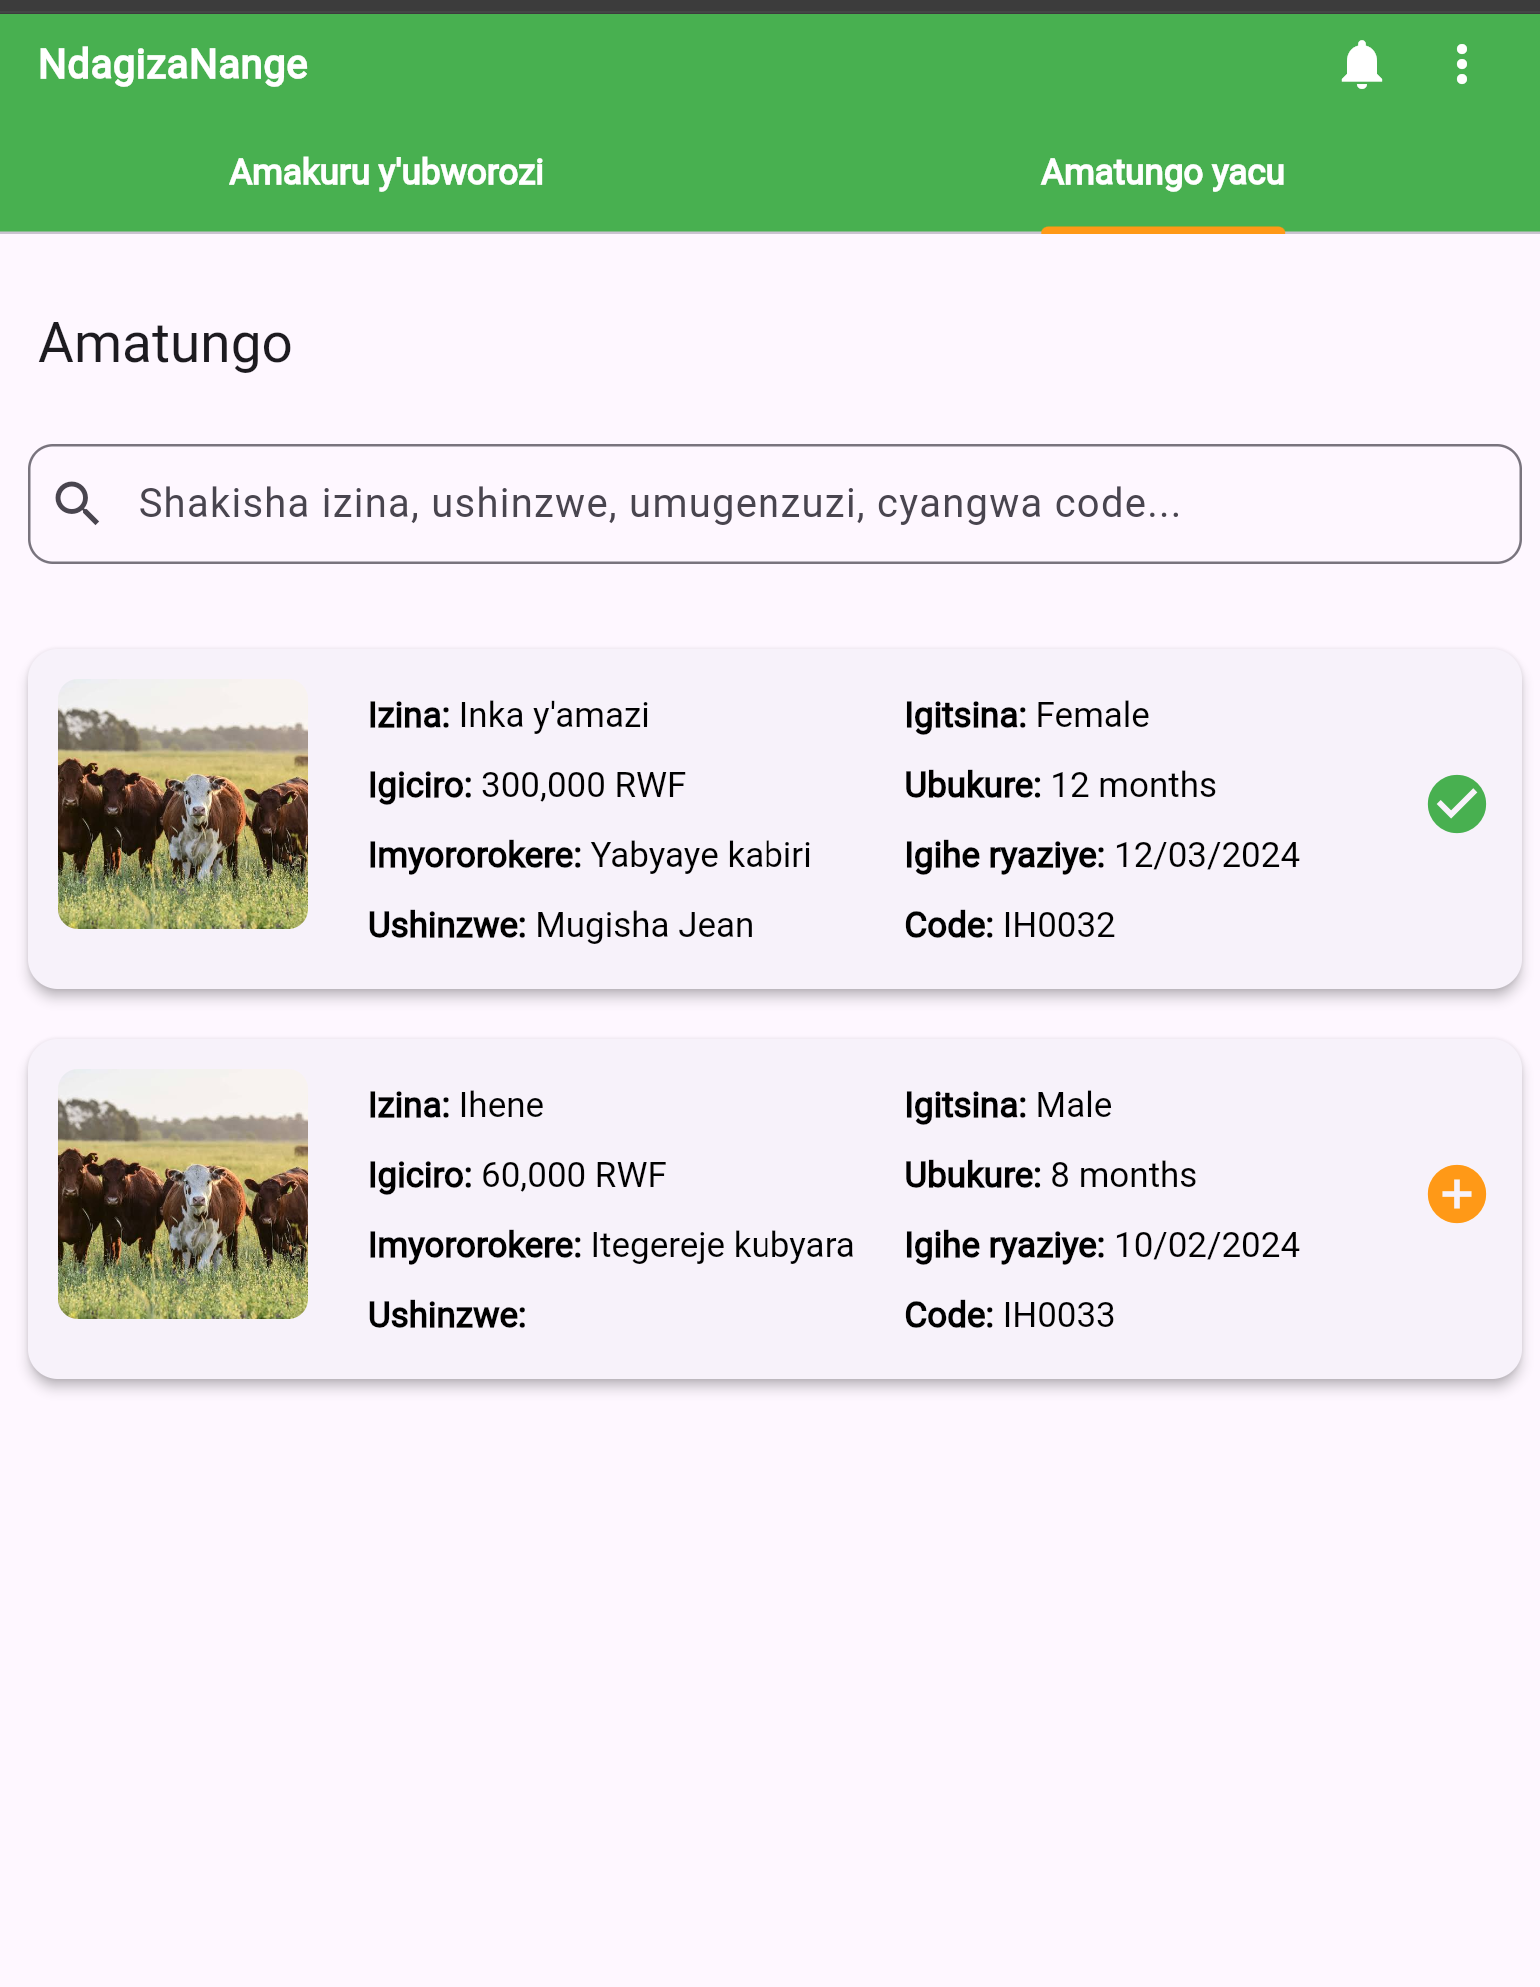 NdagizaNange
Amakuru y'ubworozi
Amatungo yacu
Amatungo
Shakisha izina, ushinzwe, umugenzuzi, cyangwa code...
Izina: Inka y'amazi
Igiciro: 300,000 RWF
Imyororokere: Yabyaye kabiri
Ushinzwe: Mugisha Jean
Igitsina: Female
Ubukure: 12 months
Igihe ryaziye: 12/03/2024
Code: IH0032
Izina: Ihene
Igiciro: 60,000 RWF
Imyororokere: Itegereje kubyara
Ushinzwe:
Igitsina: Male
Ubukure: 8 months
Igihe ryaziye: 10/02/2024
Code: IH0033